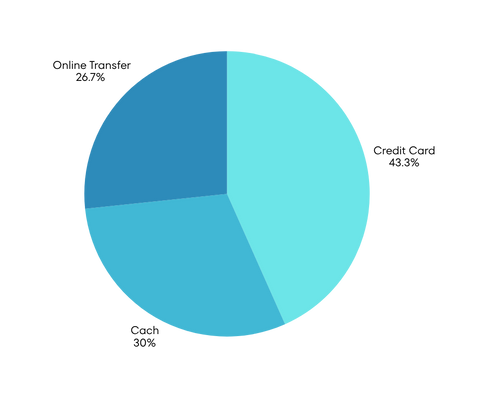 Online Transfer
26.7%
Credit Card
43.3%
Cach
30%